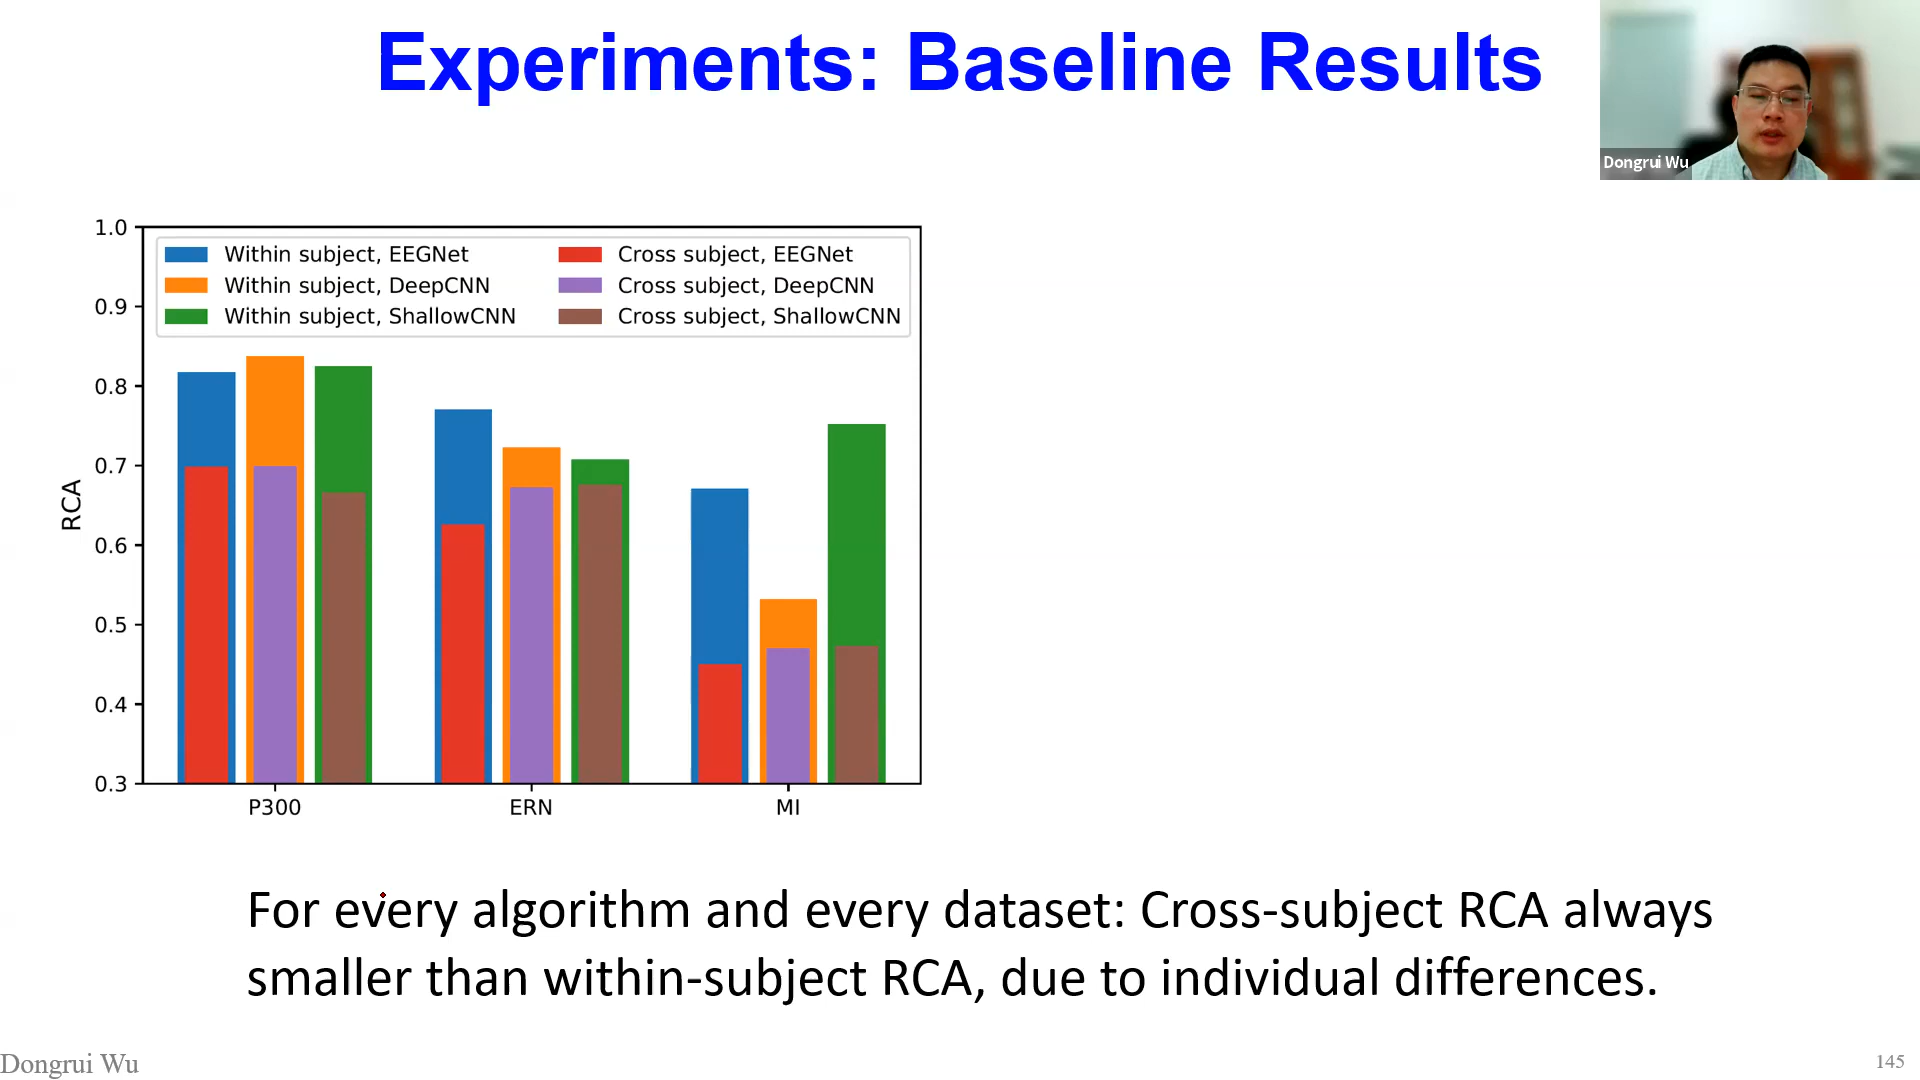 Experiments: Baseline Results
Dongrui Wu
1.0
0.9
0.8
0.7
0.6
0.5
0.4
0.3
RCA
Within subject, EEGNet
Within subject, DeepCNN
Within subject, ShallowCNN
Cross subject, EEGNet
Cross subject, DeepCNN
Cross subject, ShallowCNN
P300
ERN
MI
For every algorithm and every dataset: Cross-subject RCA always
smaller than within-subject RCA, due to individual differences.
Dongrui Wu
145